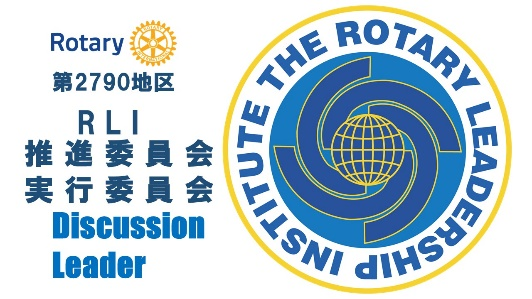 Rotary
第2790地区
RLI
推進委員会
実行委員会
Discussion
Leader
THE ROTARY LEADERSHIP INSTITUTE